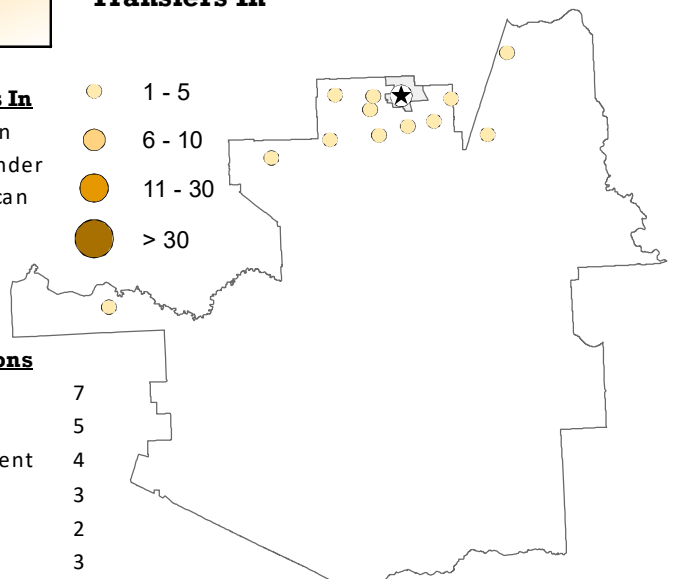 Transfers In
s In
n
nder
can
1 - 5
6 - 10
11 - 30
> 30
ons
7
5
ent 4
3
2
3